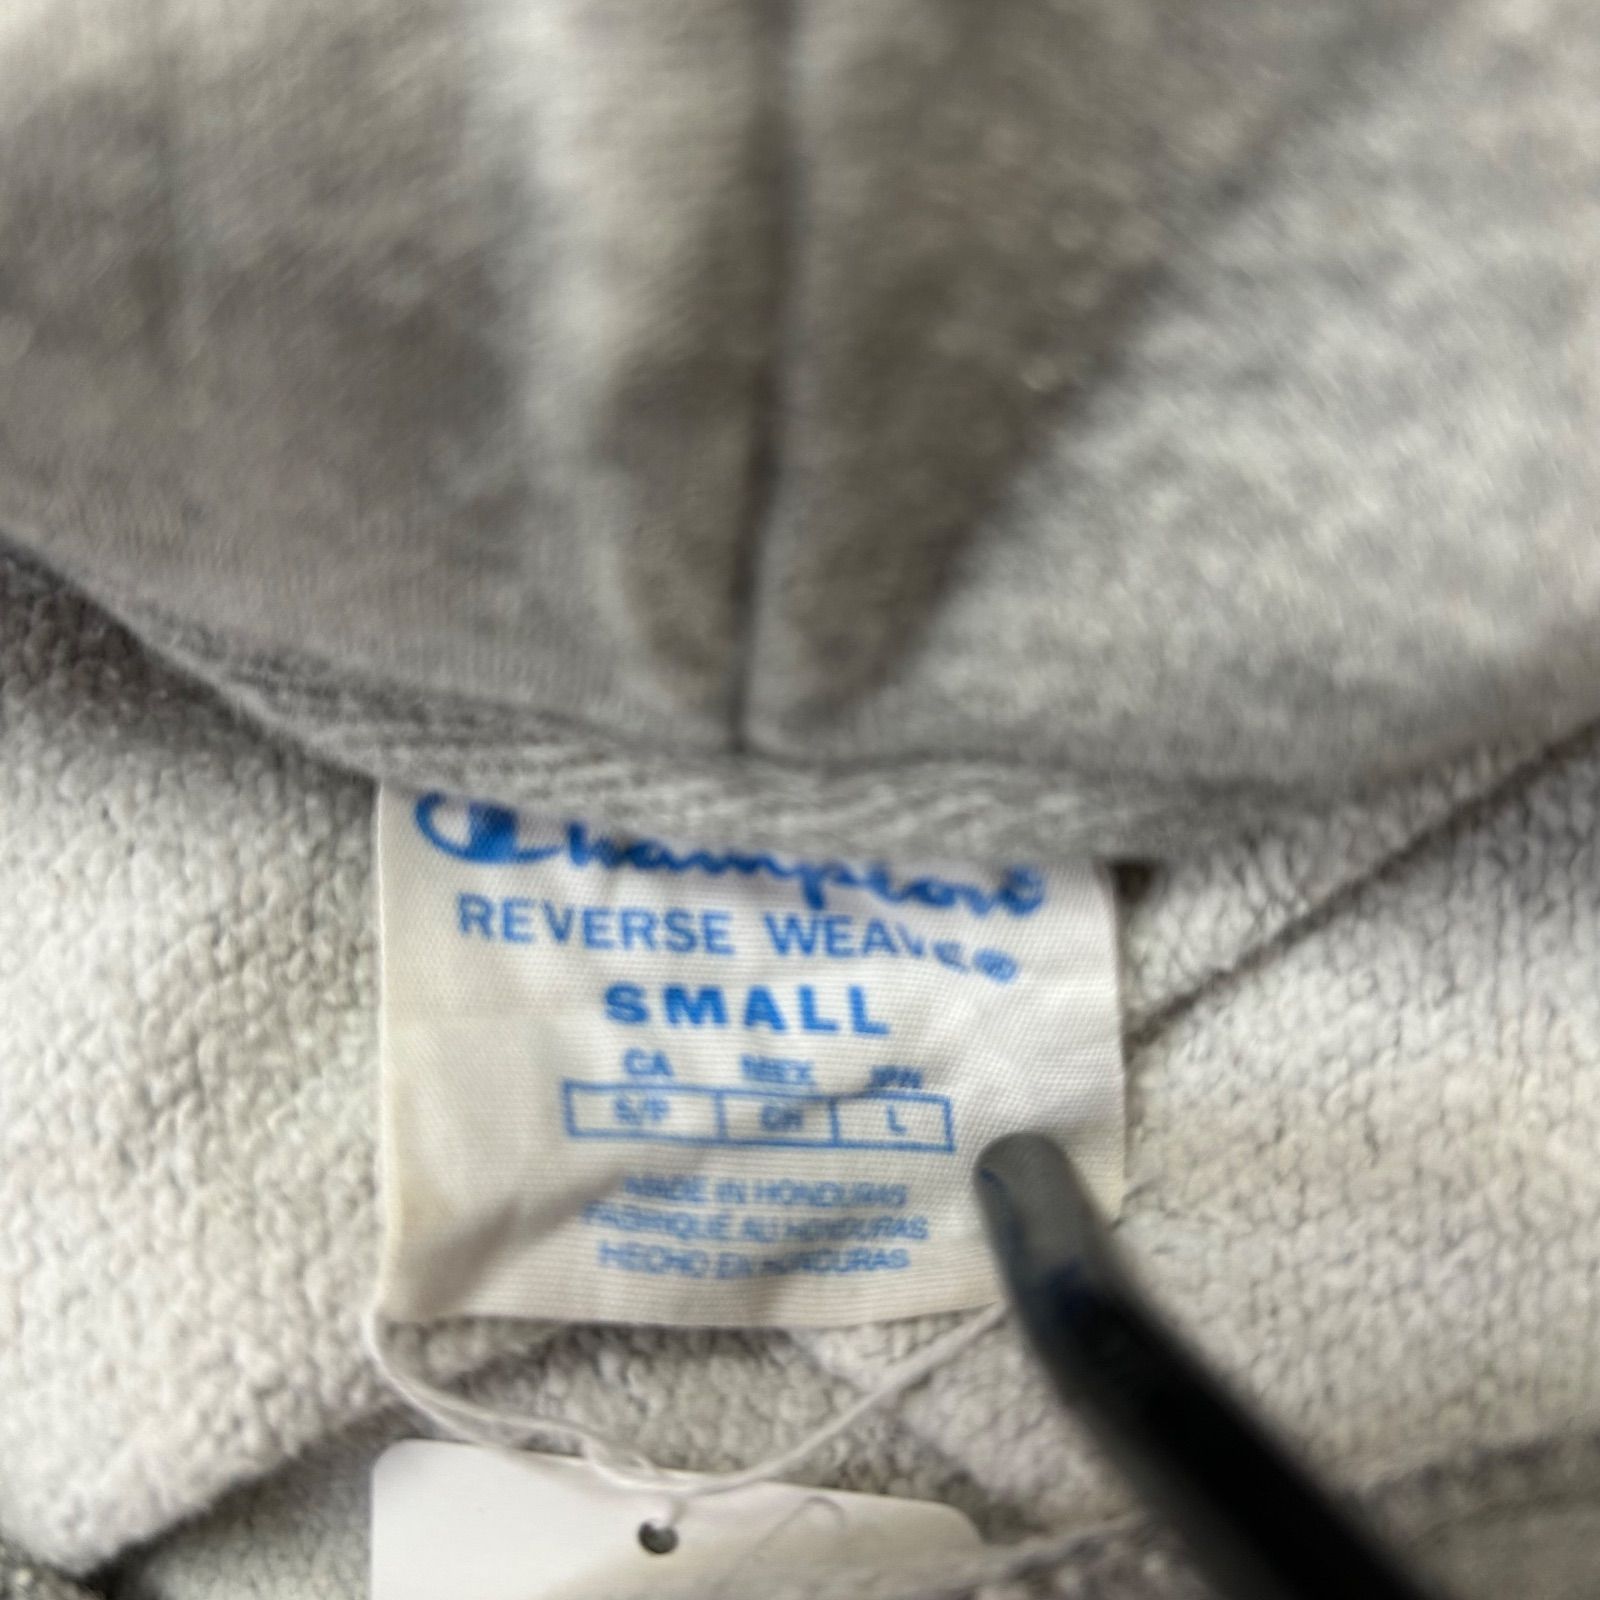 Champion®
REVERSE WEAVE®
SMALL
CA MEX JPN
S/P CH L
MADE IN HONDURAS
FABRIQUÉ AU HONDURAS
HECHO EN HONDURAS